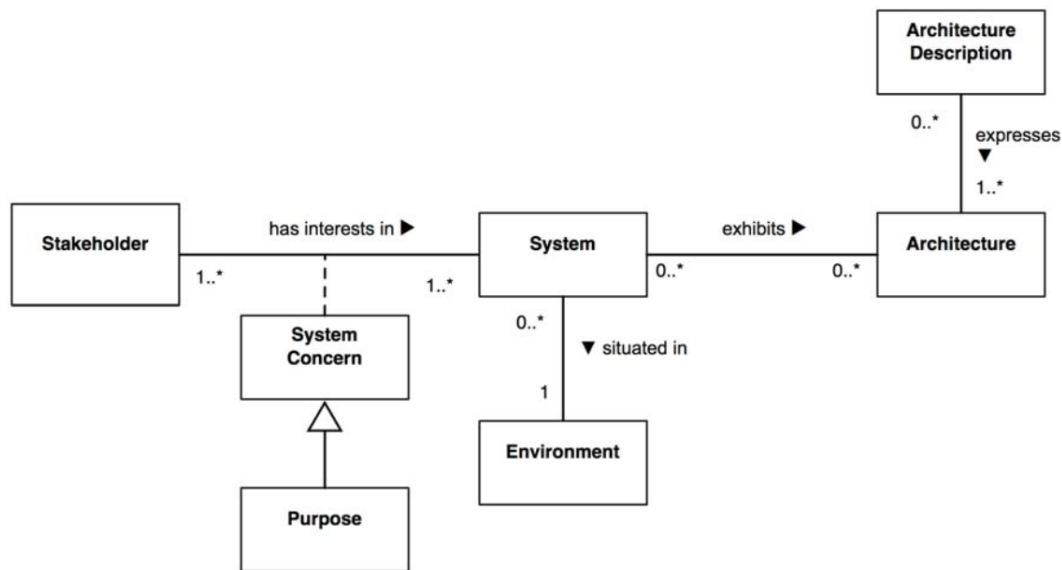 Architecture
Description
0..*
expresses
▼
1..*
Stakeholder
has interests in ►
System
exhibits ►
Architecture
1..*
1..*
0..*
0..*
System
Concern
0..*
▼ situated in
1
Environment
Purpose